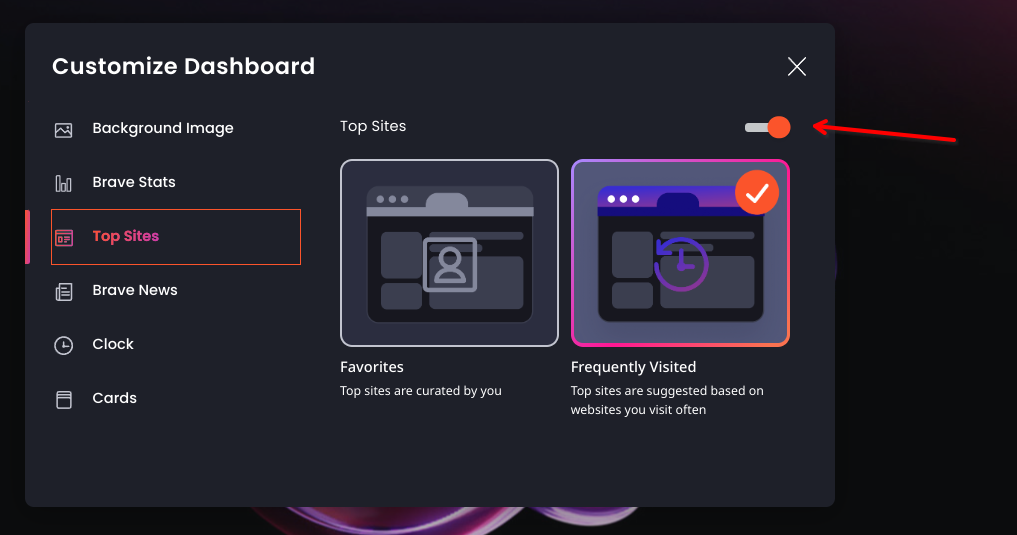 Customize Dashboard
Background Image
Brave Stats
Top Sites
Brave News
Clock
Cards
Top Sites
Favorites
Top sites are curated by you
Frequently Visited
Top sites are suggested based on
websites you visit often